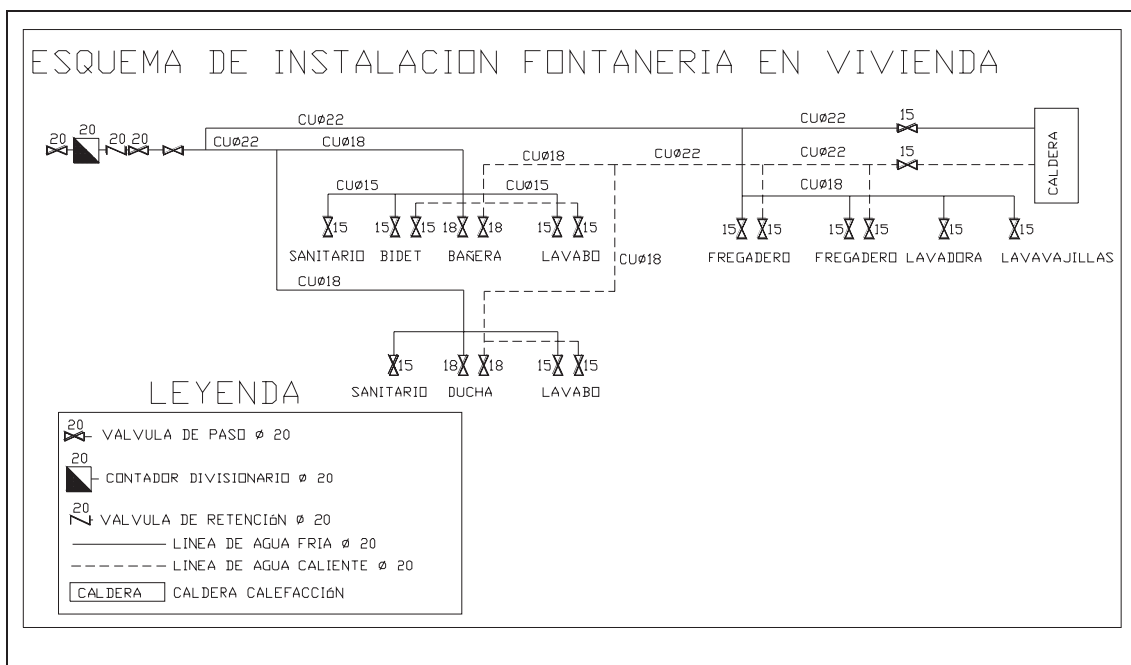 ESQUEMA DE INSTALACION FONTANERIA EN VIVIENDA
CUø22 CUø22 15
20 20 20 20 CUø22 CUø18
CUø18 CUø22 CUø22 15
CALDERA
CUø15 CUø15 CUø18
15 15 15 18 18 15 15 15 15 15 15 15 15
SANITARIO BIDET BAÑERA LAVABO FREGADERO FREGADERO LAVADORA LAVAVAJILLAS
CUø18
CUø18
15 18 18 15 15
SANITARIO DUCHA LAVABO
LEYENDA
20
VALVULA DE PASO ø 20
20
CONTADOR DIVISIONARIO ø 20
20
VALVULA DE RETENCIóN ø 20
LINEA DE AGUA FRIA ø 20
LINEA DE AGUA CALIENTE ø 20
CALDERA CALDERA CALEFACCIóN